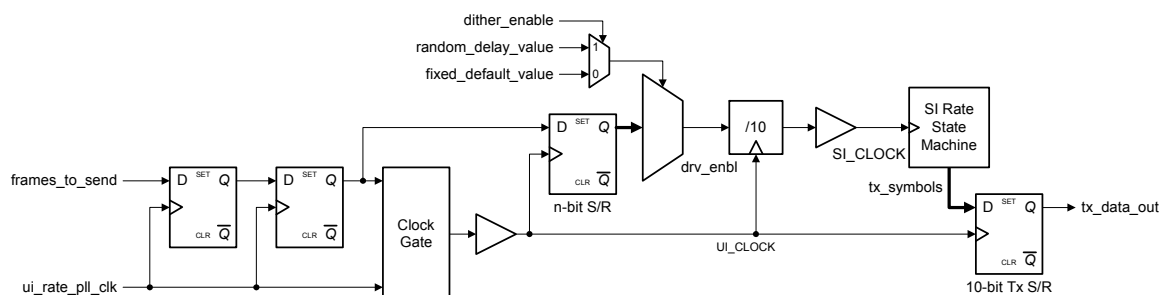 dither_enable
random_delay_value
1
fixed_default_value
0
SI Rate
State
Machine
D SET Q
CLR Q
n-bit S/R
/10
drv_enbl
SI_CLOCK
tx_symbols
frames_to_send
D SET Q
CLR Q
D SET Q
CLR Q
Clock
Gate
UI_CLOCK
D SET Q
CLR Q
10-bit Tx S/R
tx_data_out
ui_rate_pll_clk